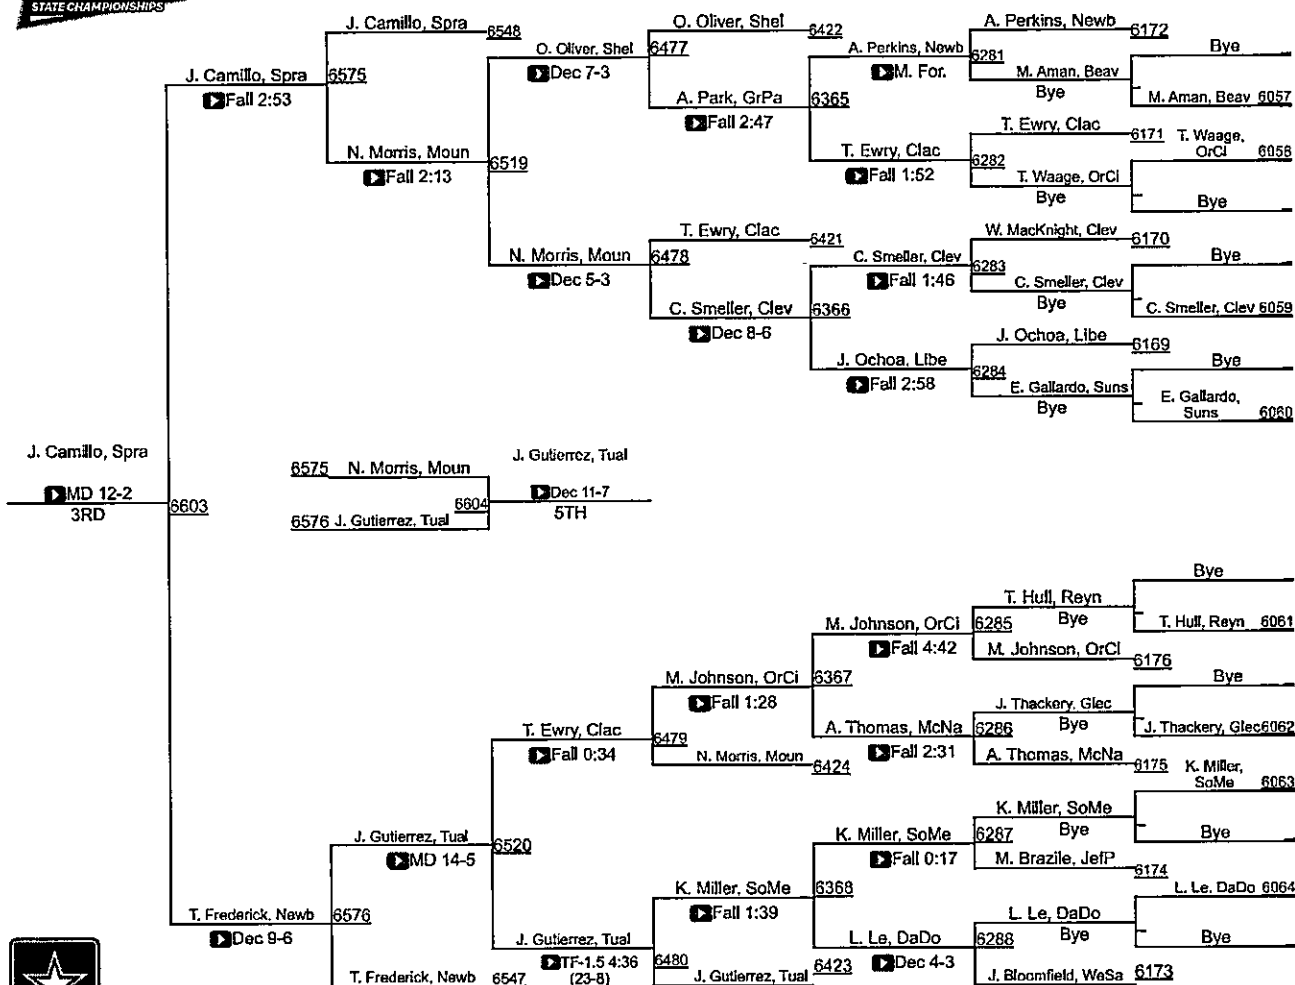 STATE CHAMPIONSHIPS
J. Camillo, Spra
6548
O. Oliver, Shel
6422
A. Perkins, Newb
6172
Bye
O. Oliver, Shel
6477
A. Perkins, Newb
6281
Dec 7-3
M. For.
M. Aman, Beav
J. Camillo, Spra
6575
Bye
M. Aman, Beav 6057
Fall 2:53
A. Park, GrPa
6365
Fall 2:47
T. Ewry, Clac
6171
T. Waage, OrCl 6058
N. Morris, Moun
6519
T. Ewry, Clac
6282
Fall 2:13
Fall 1:52
T. Waage, OrCl
Bye
Bye
T. Ewry, Clac
6421
W. MacKnight, Clev
6170
N. Morris, Moun
6478
C. Smeller, Clev
6283
Bye
Dec 5-3
Fall 1:46
C. Smeller, Clev
Bye
C. Smeller, Clev 6059
C. Smeller, Clev
6366
Dec 8-6
J. Ochoa, Libe
6169
J. Ochoa, Libe
6284
Bye
Fall 2:58
E. Gallardo, Suns
Bye
E. Gallardo, Suns 6060
J. Camillo, Spra
6575 N. Morris, Moun
J. Gutierrez, Tual
MD 12-2
6603
6604
Dec 11-7
3RD
6576 J. Gutierrez, Tual
5TH
Bye
T. Hull, Reyn
Bye
T. Hull, Reyn 6061
M. Johnson, OrCi
6285
Fall 4:42
M. Johnson, OrCl
6176
M. Johnson, OrCi
6367
Bye
Fall 1:28
J. Thackery, Glec
Bye
J. Thackery, Glec 6062
T. Ewry, Clac
6479
A. Thomas, McNa
6286
Fall 0:34
N. Morris, Moun
6424
Fall 2:31
A. Thomas, McNa
6175
K. Miller, SoMe 6063
K. Miller, SoMe
Bye
Bye
J. Gutierrez, Tual
6520
K. Miller, SoMe
6287
MD 14-5
Fall 0:17
M. Brazile, JefP
6174
K. Miller, SoMe
6368
L. Le, DaDo 6064
Fall 1:39
T. Frederick, Newb
6576
L. Le, DaDo
Bye
Bye
Dec 9-6
J. Gutierrez, Tual
L. Le, DaDo
6288
TF-1.5 4:36
(23-8)
6480
Dec 4-3
T. Frederick, Newb 6547
J. Gutierrez, Tual
6423
J. Bloomfield, WeSa
6173